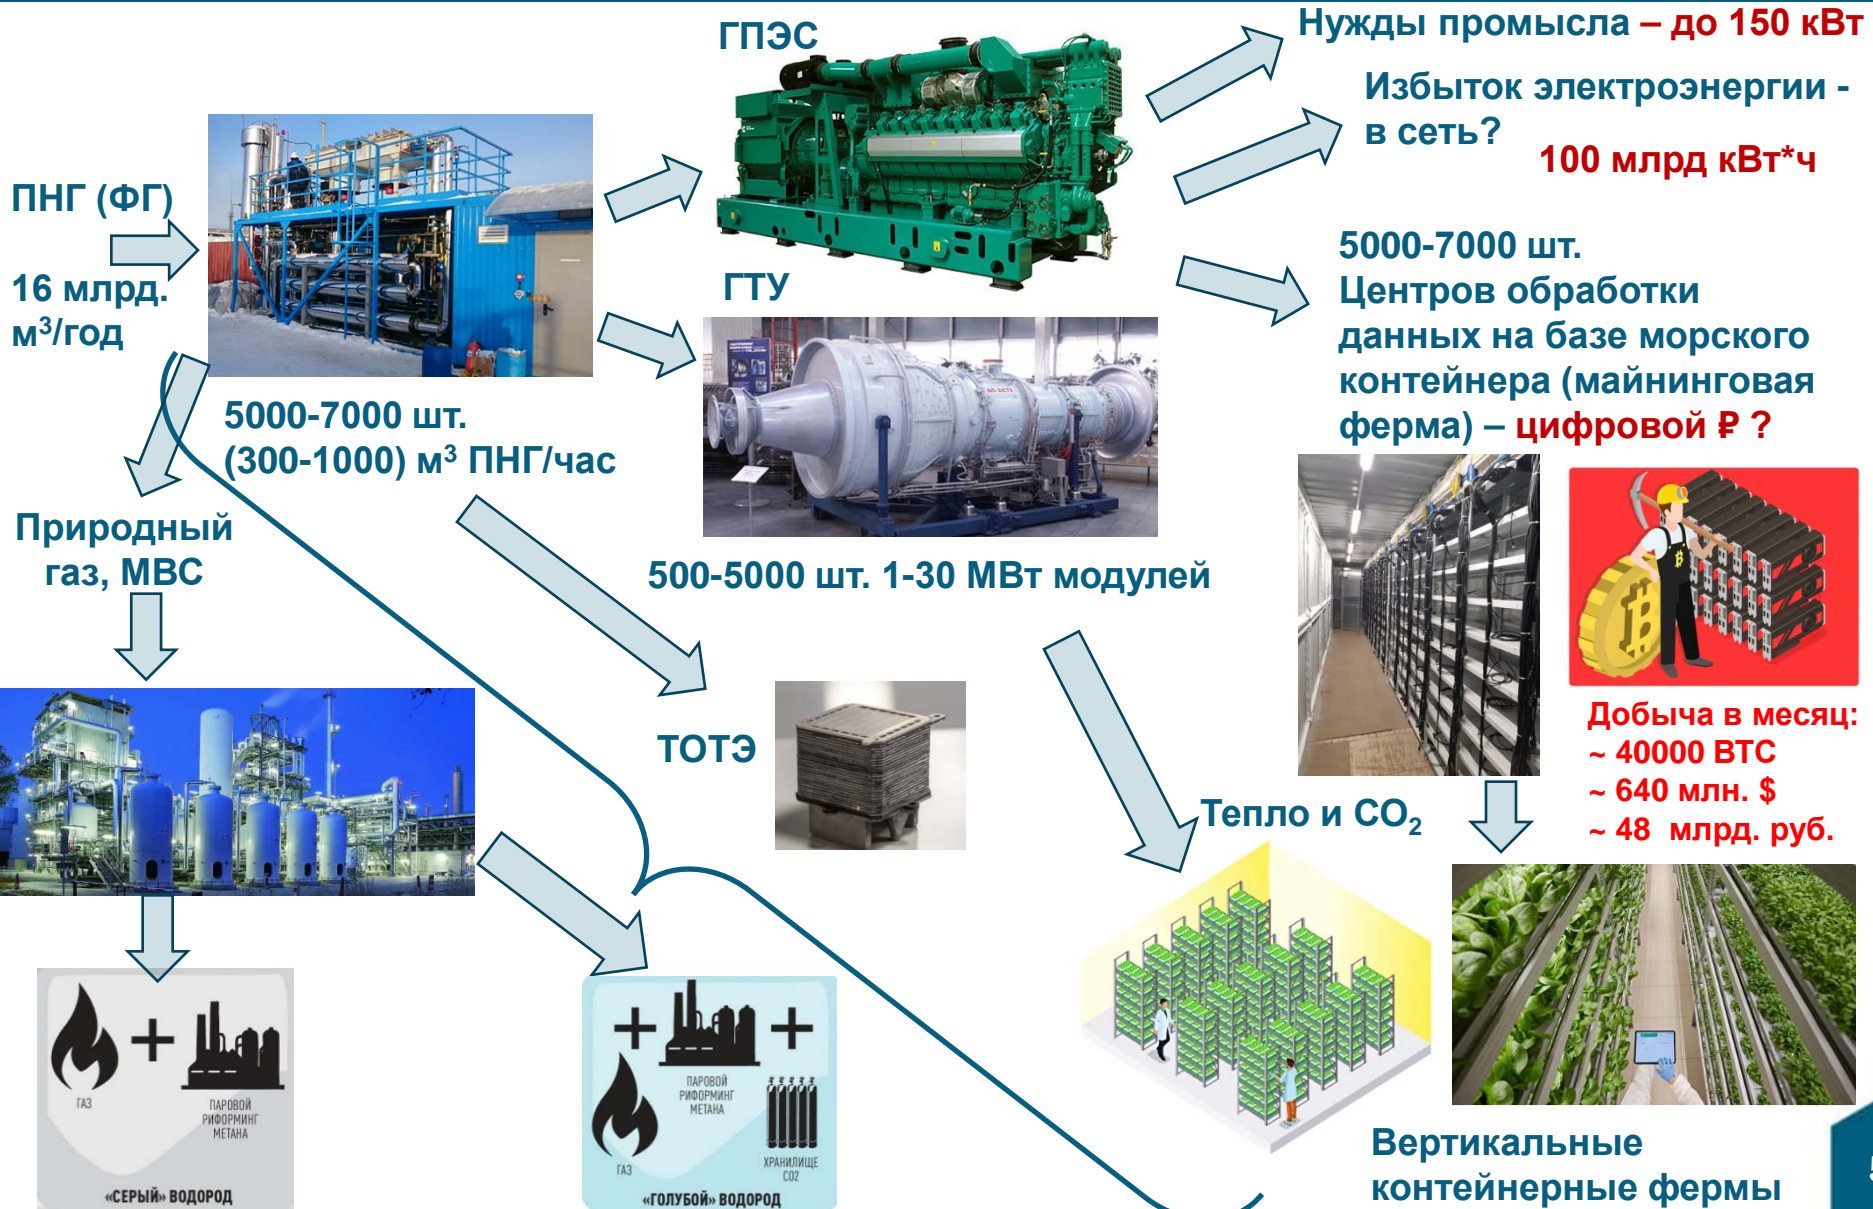 ПНГ (ФГ)
16 млрд.
м³/год
5000-7000 шт.
(300-1000) м³ ПНГ/час
ГПЭС
ГТУ
500-5000 шт. 1-30 МВт модулей
Нужды промысла – до 150 кВт
Избыток электроэнергии -
в сеть?
100 млрд кВт*ч
5000-7000 шт.
Центров обработки
данных на базе морского
контейнера (майнинговая
ферма) – цифровой ₽ ?
Добыча в месяц:
~ 40000 BTC
~ 640 млн. $
~ 48 млрд. руб.
Природный
газ, МВС
ТОТЭ
Тепло и CO₂
ГАЗ
ПАРОВОЙ
РИФОРМИНГ
МЕТАНА
«СЕРЫЙ» ВОДОРОД
ПАРОВОЙ
РИФОРМИНГ
МЕТАНА
ГАЗ
ХРАНИЛИЩЕ
CO2
«ГОЛУБОЙ» ВОДОРОД
Вертикальные
контейнерные фермы